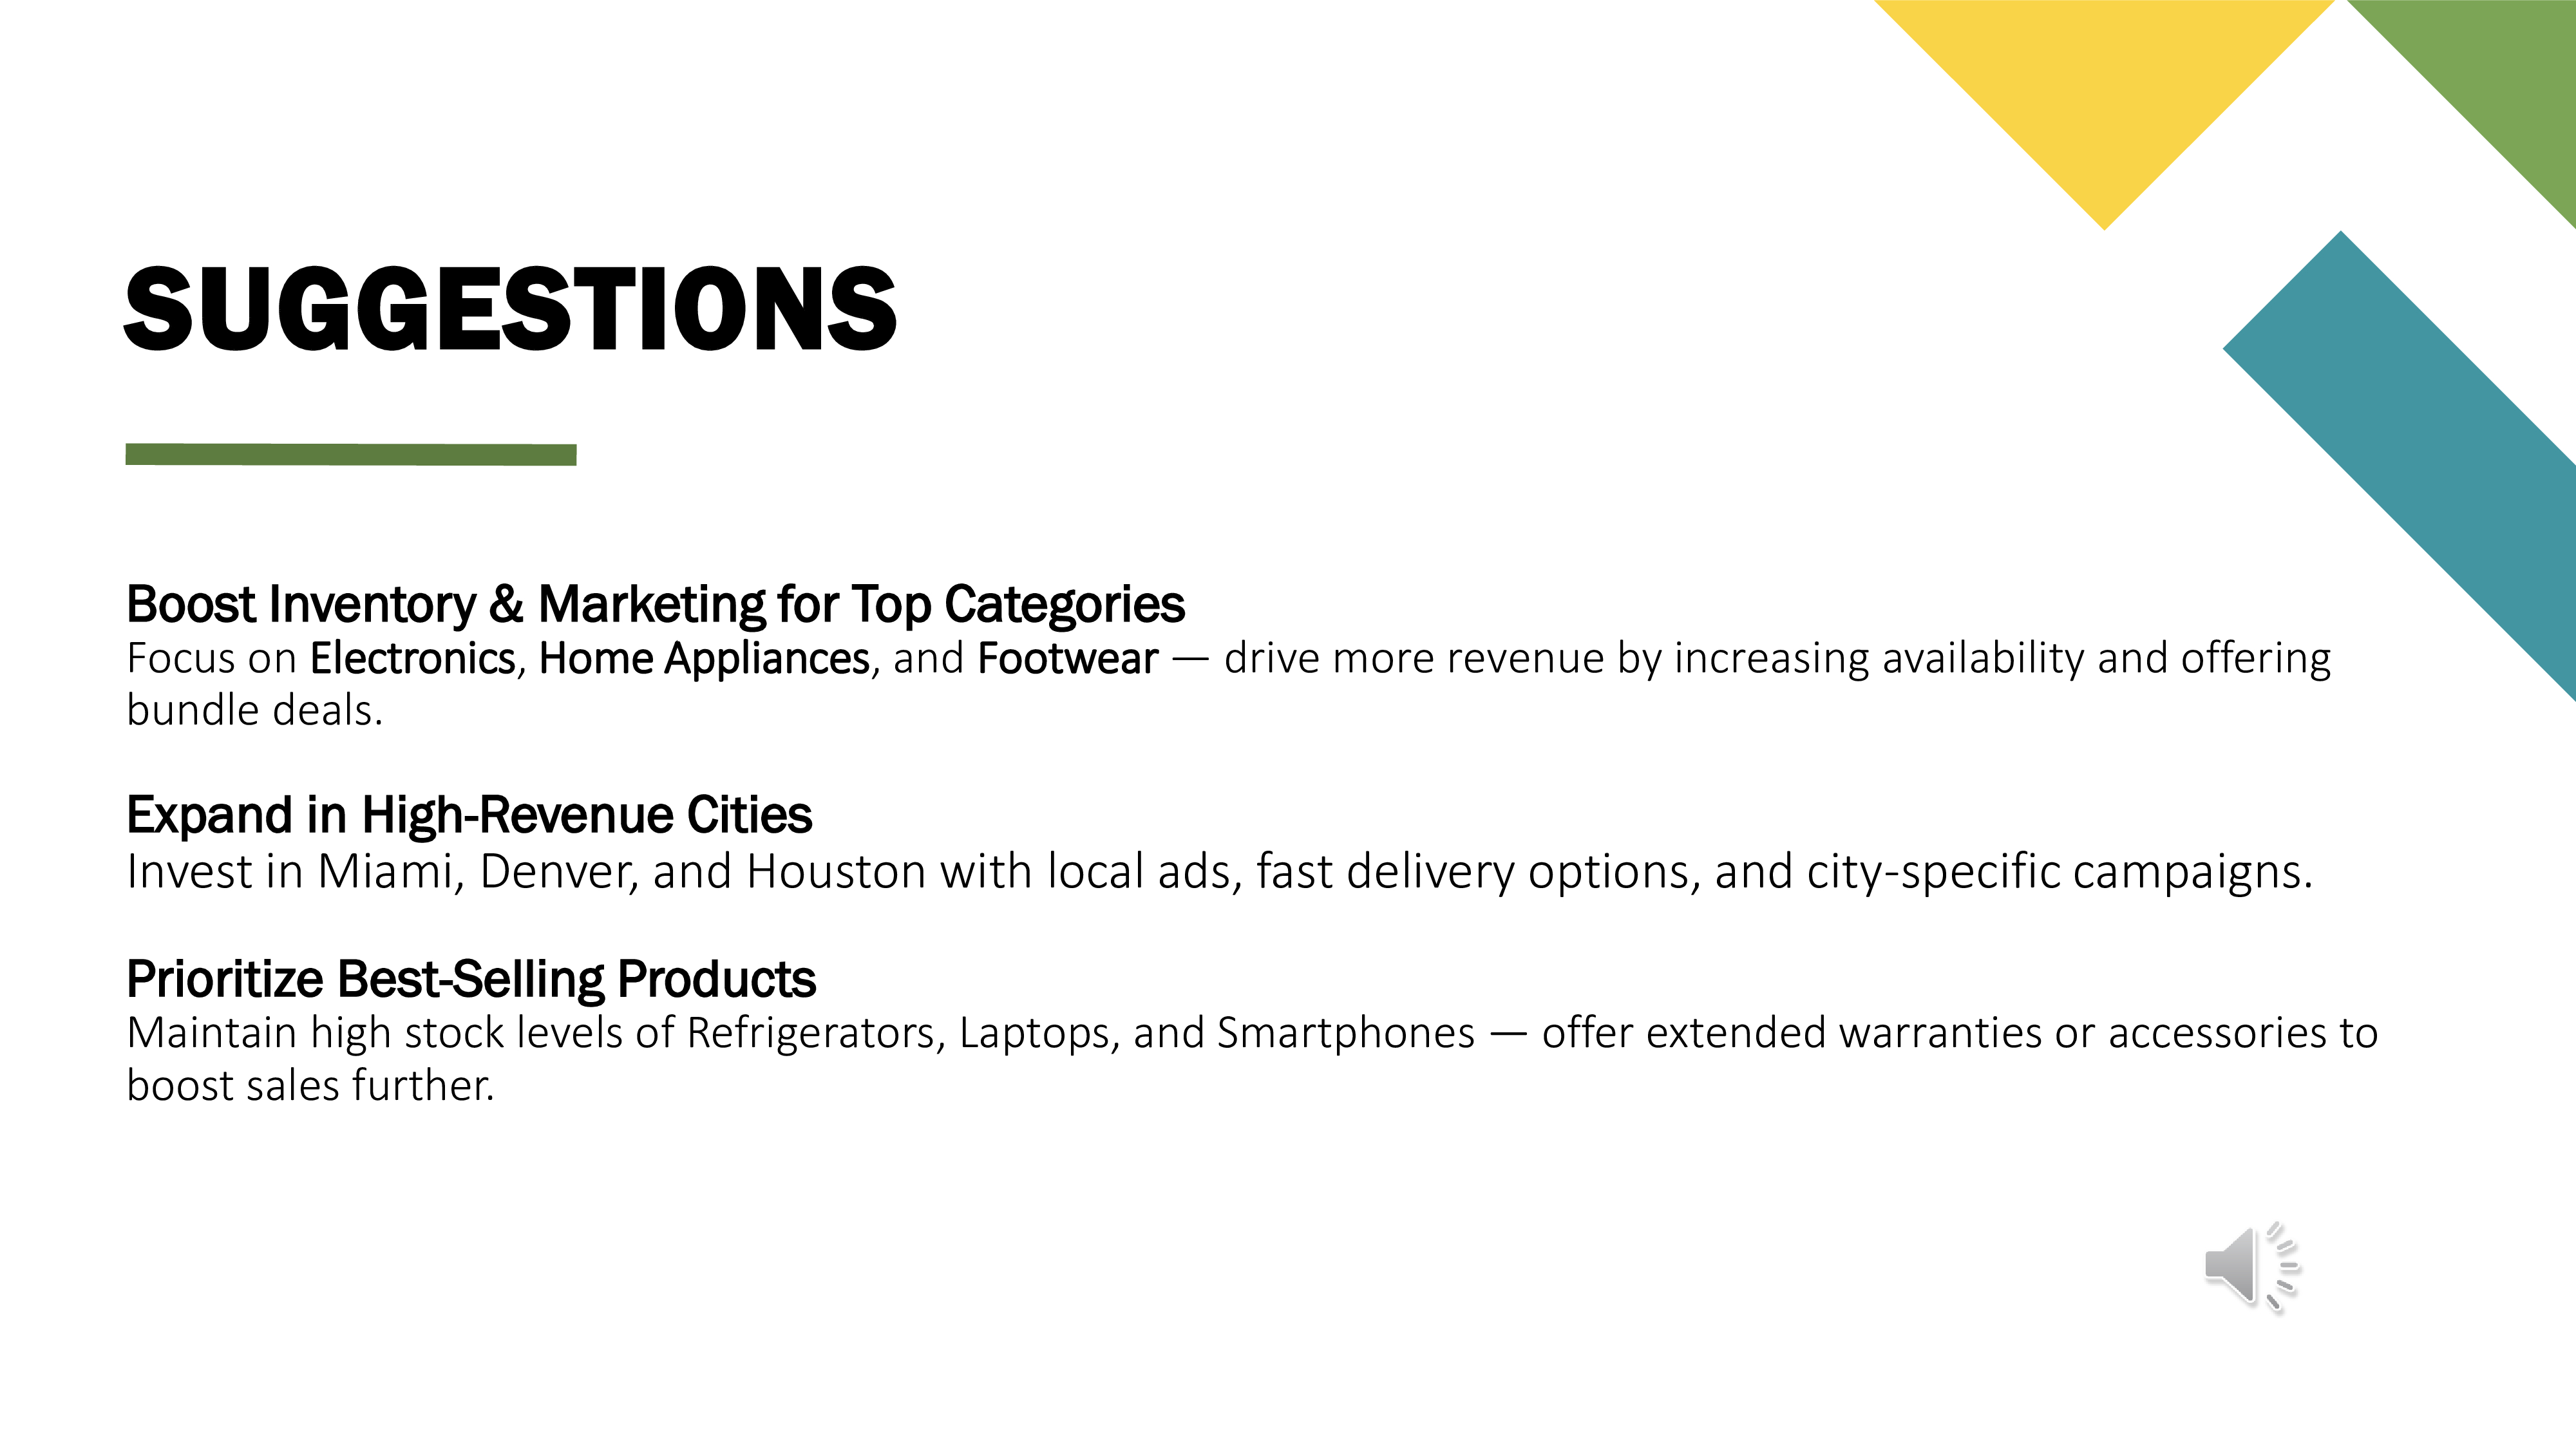 SUGGESTIONS
Boost Inventory & Marketing for Top Categories
Focus on Electronics, Home Appliances, and Footwear — drive more revenue by increasing availability and offering
bundle deals.
Expand in High-Revenue Cities
Invest in Miami, Denver, and Houston with local ads, fast delivery options, and city-specific campaigns.
Prioritize Best-Selling Products
Maintain high stock levels of Refrigerators, Laptops, and Smartphones — offer extended warranties or accessories to
boost sales further.